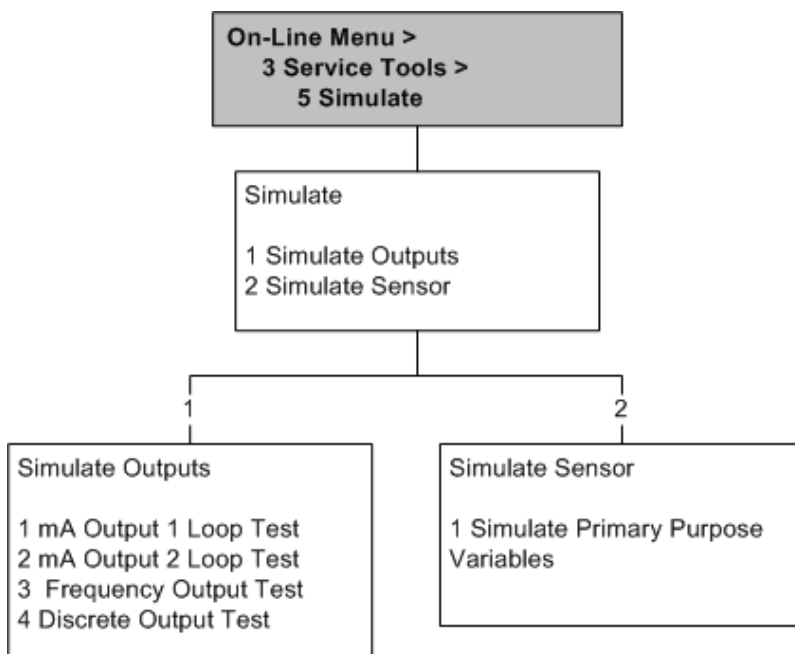 On-Line Menu >
3 Service Tools >
5 Simulate
Simulate
1 Simulate Outputs
2 Simulate Sensor
1
2
Simulate Outputs
1 mA Output 1 Loop Test
2 mA Output 2 Loop Test
3 Frequency Output Test
4 Discrete Output Test
Simulate Sensor
1 Simulate Primary Purpose
Variables